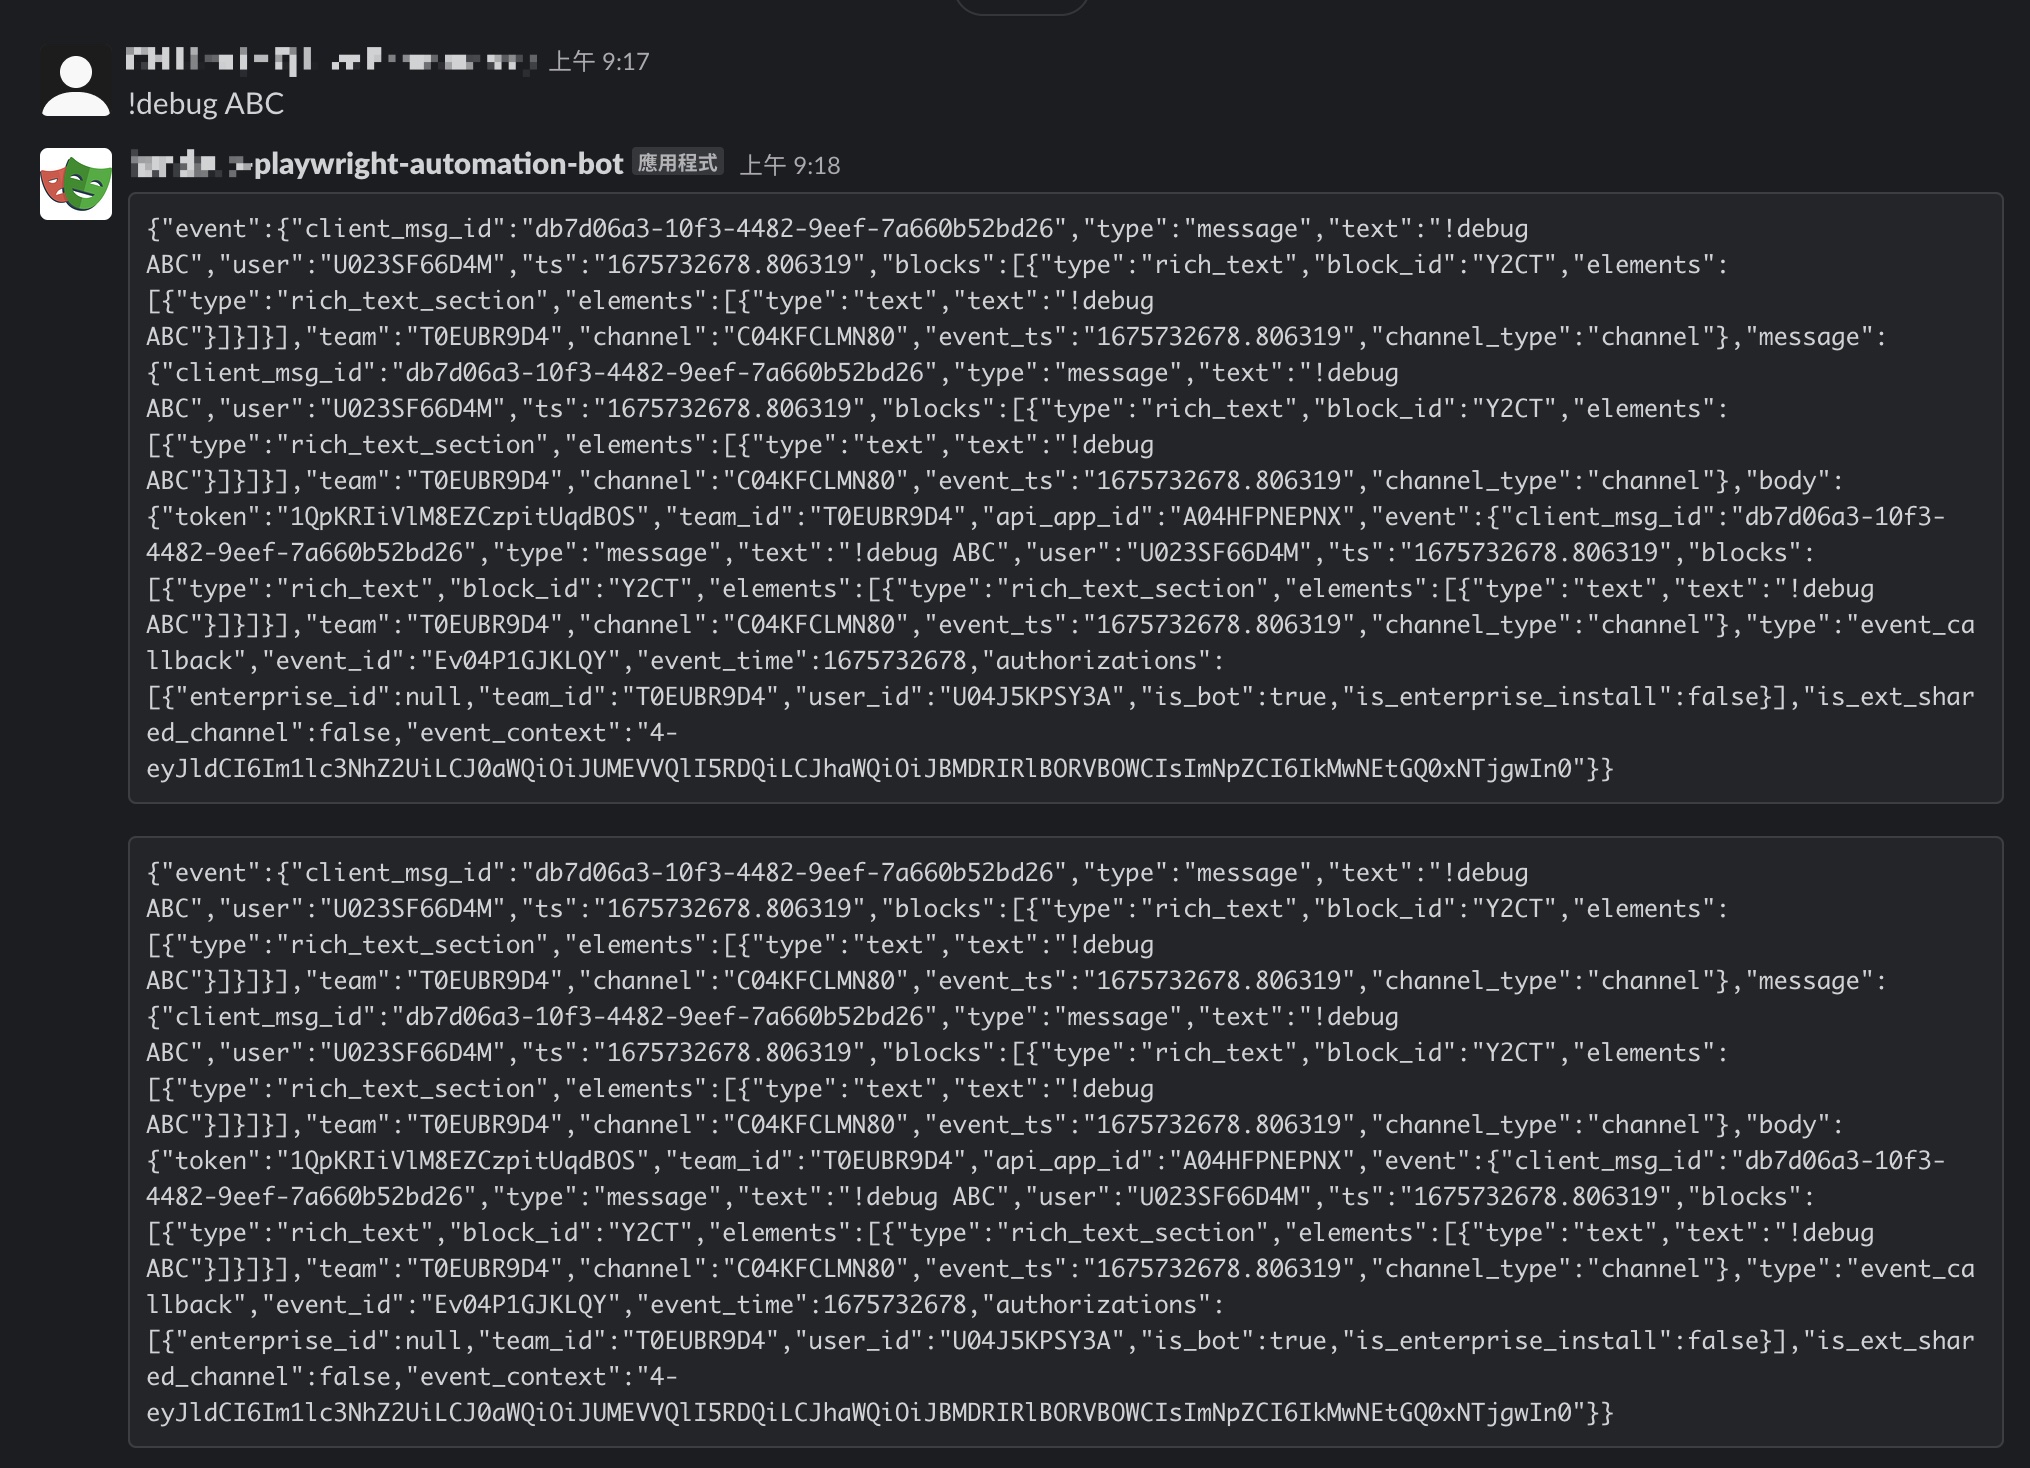 上午 9:17
!debug ABC
-playwright-automation-bot 應用程式 上午 9:18
{"event":{"client_msg_id":"db7d06a3-10f3-4482-9eef-7a660b52bd26","type":"message","text":"!debug
ABC","user":"U023SF66D4M","ts":"1675732678.806319","blocks":[{"type":"rich_text","block_id":"Y2CT","elements":
[{"type":"rich_text_section","elements":[{"type":"text","text":"!debug
ABC"}]}]}],"team":"T0EUBR9D4","channel":"C04KFCLMN80","event_ts":"1675732678.806319","channel_type":"channel"},"message":
{"client_msg_id":"db7d06a3-10f3-4482-9eef-7a660b52bd26","type":"message","text":"!debug
ABC","user":"U023SF66D4M","ts":"1675732678.806319","blocks":[{"type":"rich_text","block_id":"Y2CT","elements":
[{"type":"rich_text_section","elements":[{"type":"text","text":"!debug
ABC"}]}]}],"team":"T0EUBR9D4","channel":"C04KFCLMN80","event_ts":"1675732678.806319","channel_type":"channel"},"body":
{"token":"1QpKRIiVlM8EZCzpitUqdBOS","team_id":"T0EUBR9D4","api_app_id":"A04HFPNEPNX","event":{"client_msg_id":"db7d06a3-10f3-
4482-9eef-7a660b52bd26","type":"message","text":"!debug ABC","user":"U023SF66D4M","ts":"1675732678.806319","blocks":
[{"type":"rich_text","block_id":"Y2CT","elements":[{"type":"rich_text_section","elements":[{"type":"text","text":"!debug
ABC"}]}]}],"team":"T0EUBR9D4","channel":"C04KFCLMN80","event_ts":"1675732678.806319","channel_type":"channel"},"type":"event_ca
llback","event_id":"Ev04P1GJKLQY","event_time":1675732678,"authorizations":
[{"enterprise_id":null,"team_id":"T0EUBR9D4","user_id":"U04J5KPSY3A","is_bot":true,"is_enterprise_install":false}],"is_ext_shar
ed_channel":false,"event_context":"4-
eyJldCI6Im1lc3NhZ2UiLCJ0aWQiOiJUMEVVQlI5RDQiLCJhaWQiOiJBMDRIRlBORVBOWCIsImNpZCI6IkMwNEtGQ0xNTjgwIn0"}}
{"event":{"client_msg_id":"db7d06a3-10f3-4482-9eef-7a660b52bd26","type":"message","text":"!debug
ABC","user":"U023SF66D4M","ts":"1675732678.806319","blocks":[{"type":"rich_text","block_id":"Y2CT","elements":
[{"type":"rich_text_section","elements":[{"type":"text","text":"!debug
ABC"}]}]}],"team":"T0EUBR9D4","channel":"C04KFCLMN80","event_ts":"1675732678.806319","channel_type":"channel"},"message":
{"client_msg_id":"db7d06a3-10f3-4482-9eef-7a660b52bd26","type":"message","text":"!debug
ABC","user":"U023SF66D4M","ts":"1675732678.806319","blocks":[{"type":"rich_text","block_id":"Y2CT","elements":
[{"type":"rich_text_section","elements":[{"type":"text","text":"!debug
ABC"}]}]}],"team":"T0EUBR9D4","channel":"C04KFCLMN80","event_ts":"1675732678.806319","channel_type":"channel"},"body":
{"token":"1QpKRIiVlM8EZCzpitUqdBOS","team_id":"T0EUBR9D4","api_app_id":"A04HFPNEPNX","event":{"client_msg_id":"db7d06a3-10f3-
4482-9eef-7a660b52bd26","type":"message","text":"!debug ABC","user":"U023SF66D4M","ts":"1675732678.806319","blocks":
[{"type":"rich_text","block_id":"Y2CT","elements":[{"type":"rich_text_section","elements":[{"type":"text","text":"!debug
ABC"}]}]}],"team":"T0EUBR9D4","channel":"C04KFCLMN80","event_ts":"1675732678.806319","channel_type":"channel"},"type":"event_ca
llback","event_id":"Ev04P1GJKLQY","event_time":1675732678,"authorizations":
[{"enterprise_id":null,"team_id":"T0EUBR9D4","user_id":"U04J5KPSY3A","is_bot":true,"is_enterprise_install":false}],"is_ext_shar
ed_channel":false,"event_context":"4-
eyJldCI6Im1lc3NhZ2UiLCJ0aWQiOiJUMEVVQlI5RDQiLCJhaWQiOiJBMDRIRlBORVBOWCIsImNpZCI6IkMwNEtGQ0xNTjgwIn0"}}